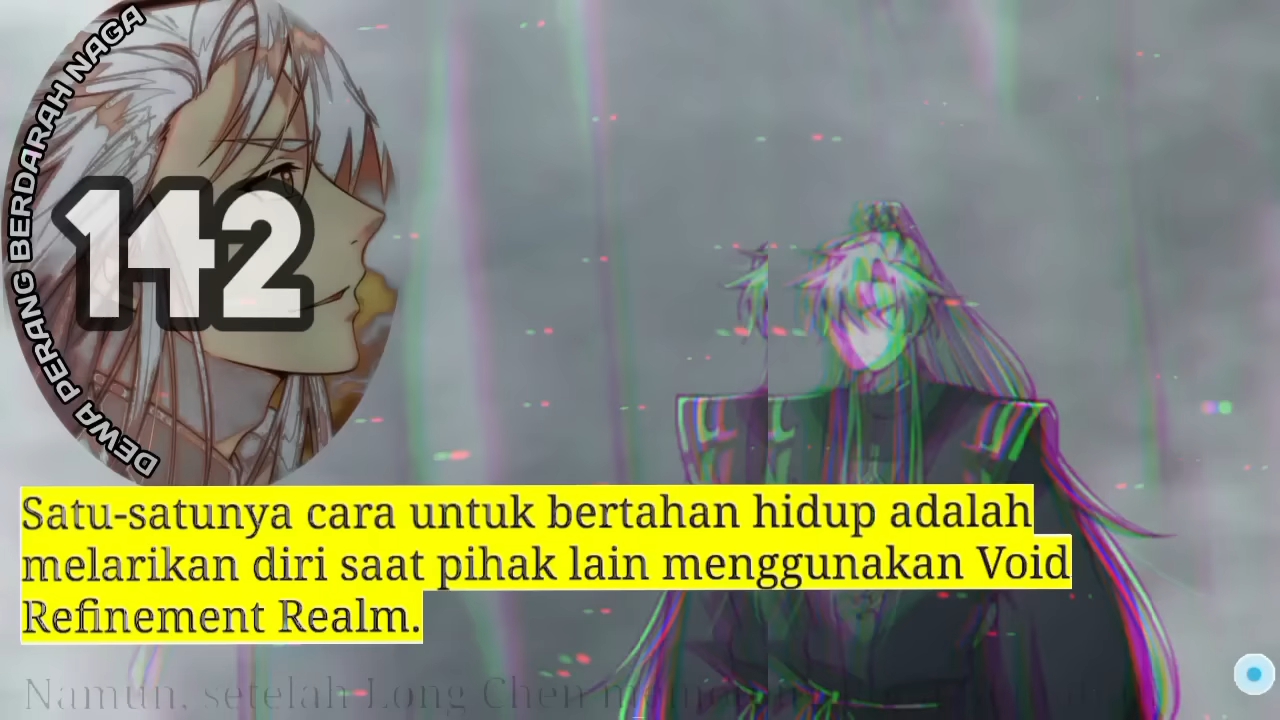 DEWA PERANG BERDARAH NAGA
142
Satu-satunya cara untuk bertahan hidup adalah
melarikan diri saat pihak lain menggunakan Void
Refinement Realm.
Namun, setelah Long Chen